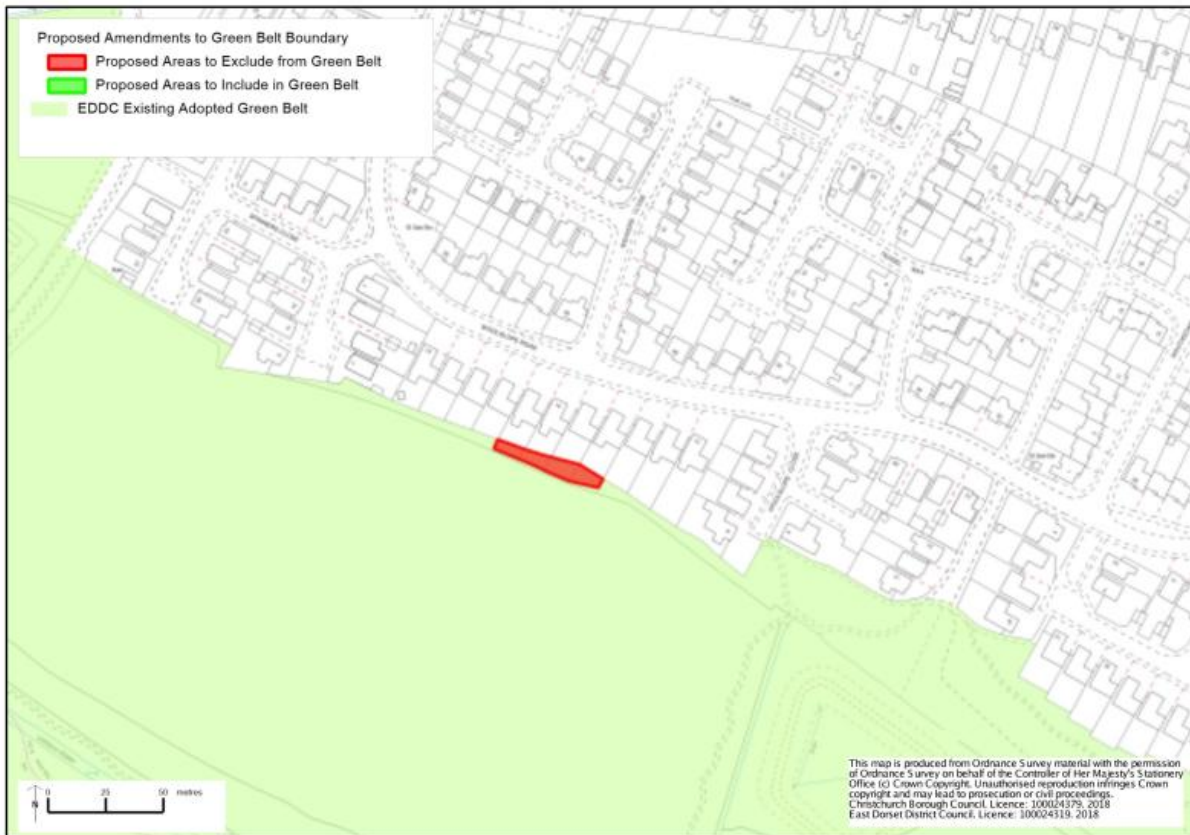 Proposed Amendments to Green Belt Boundary
Proposed Areas to Exclude from Green Belt
Proposed Areas to Include in Green Belt
EDDC Existing Adopted Green Belt
N
0 25 50 metres
This map is produced from Ordnance Survey material with the permission
of Ordnance Survey on behalf of the Controller of Her Majesty's Stationery
Office (c) Crown Copyright. Unauthorised reproduction infringes Crown
copyright and may lead to prosecution or civil proceedings.
Christchurch Borough Council. Licence: 100024379. 2018
East Dorset District Council. Licence: 100024319. 2018